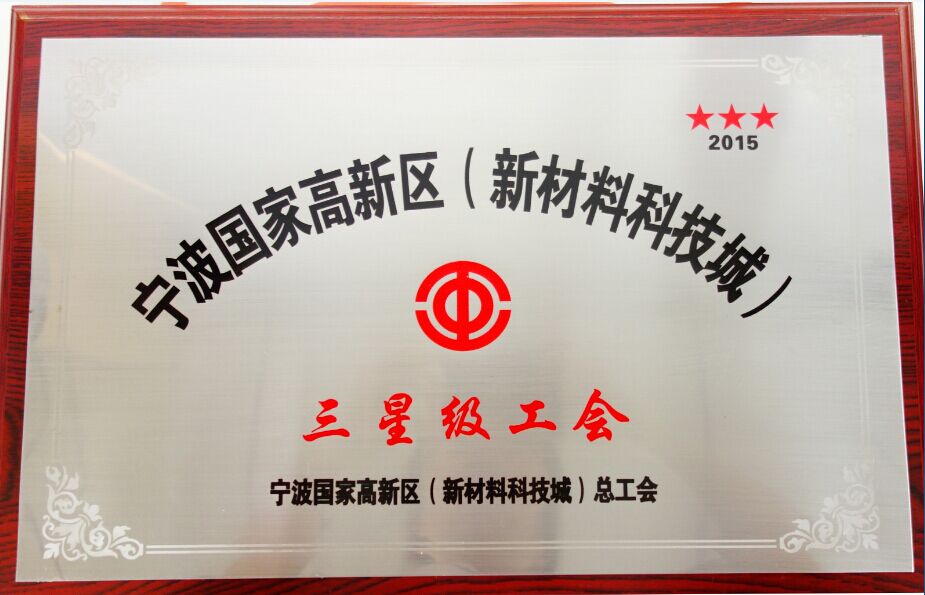 ★★★
2015
宁波国家高新区（新材料科技城）
三星级工会
宁波国家高新区（新材料科技城）总工会